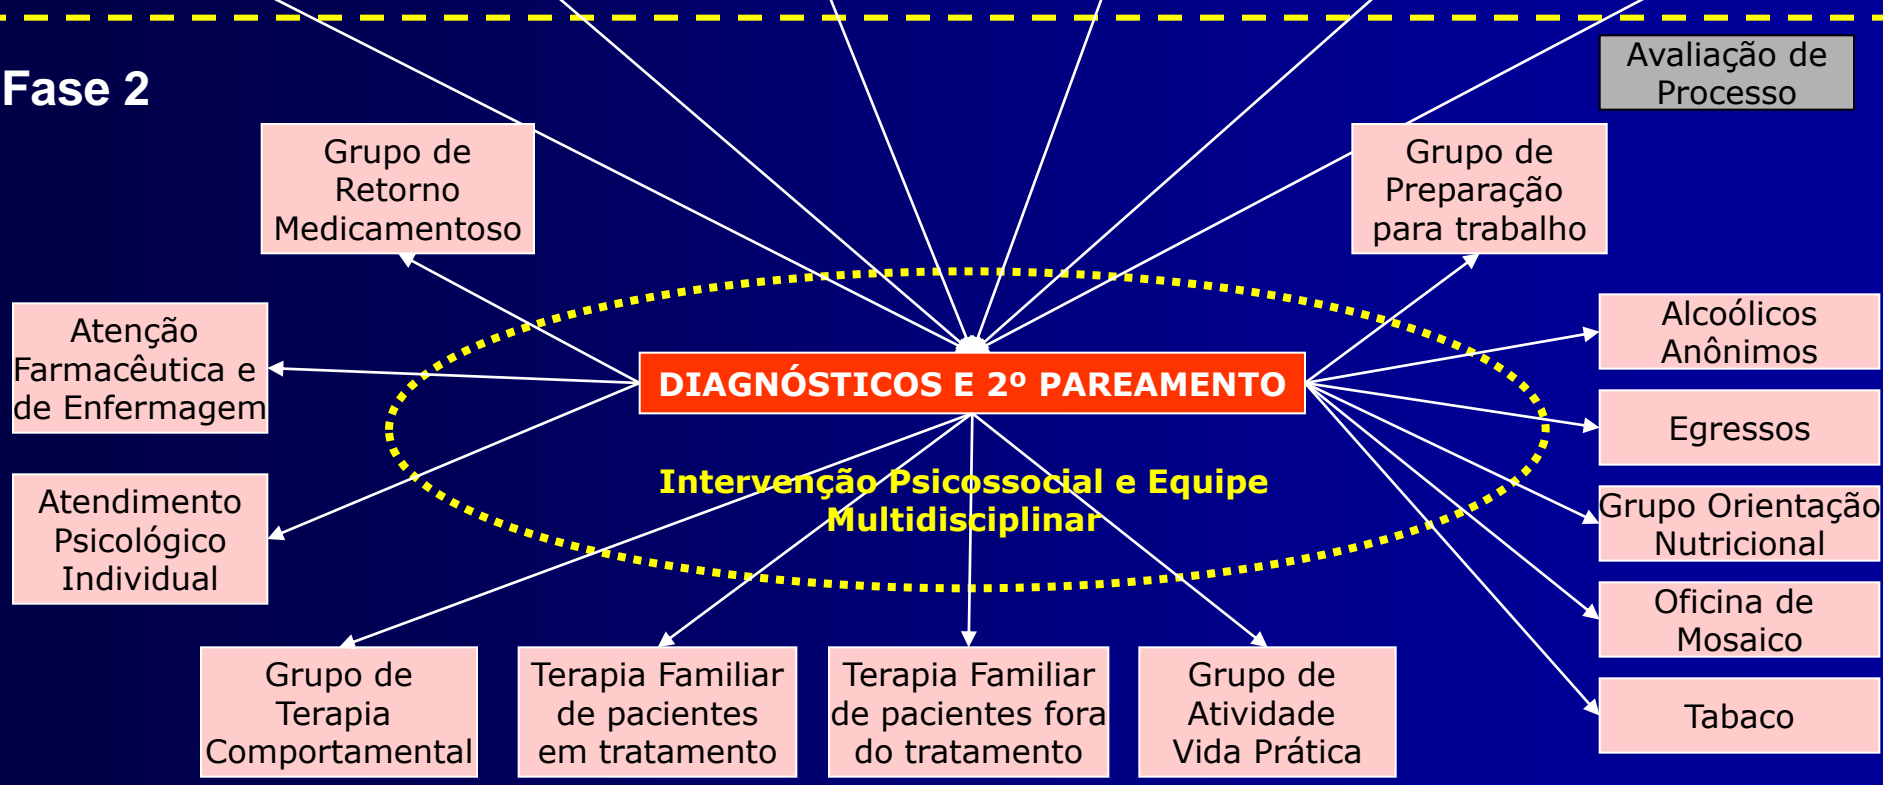 Fase 2
Avaliação de
Processo
Grupo de
Retorno
Medicamentoso
Grupo de
Preparação
para trabalho
Atenção
Farmacêutica e
de Enfermagem
DIAGNÓSTICOS E 2º PAREAMENTO
Alcoólicos
Anônimos
Egressos
Intervenção Psicossocial e Equipe
Multidisciplinar
Atendimento
Psicológico
Individual
Grupo Orientação
Nutricional
Oficina de
Mosaico
Tabaco
Grupo de
Terapia
Comportamental
Terapia Familiar
de pacientes
em tratamento
Terapia Familiar
de pacientes fora
do tratamento
Grupo de
Atividade
Vida Prática